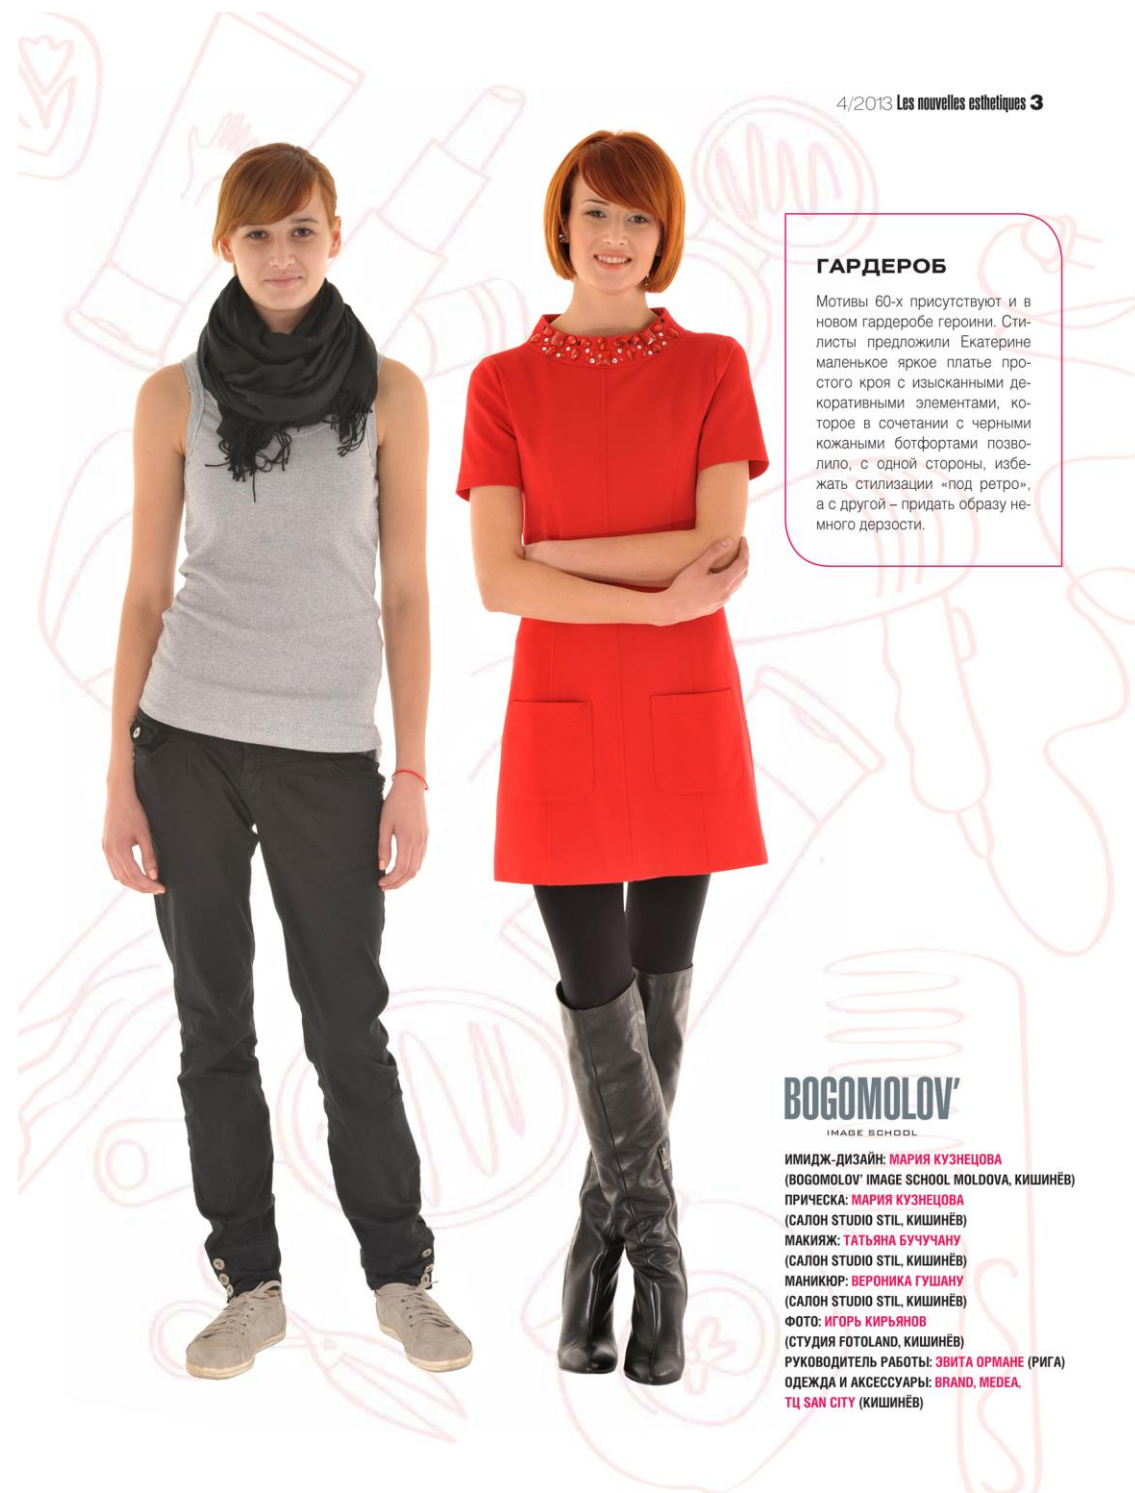 4/2013 Les nouvelles esthetiques 3
ГАРДЕРОБ
Мотивы 60-х присутствуют и в
новом гардеробе героини. Сти-
листы предложили Екатерине
маленькое яркое платье про-
стого кроя с изысканными де-
коративными элементами, ко-
торое в сочетании с черными
кожаными ботфортами позво-
лило, с одной стороны, избе-
жать стилизации «под ретро»,
а с другой – придать образу не-
много дерзости.
BOGOMOLOV'
IMAGE SCHOOL
ИМИДЖ-ДИЗАЙН: МАРИЯ КУЗНЕЦОВА
(BOGOMOLOV' IMAGE SCHOOL MOLDOVA, КИШИНЁВ)
ПРИЧЕСКА: МАРИЯ КУЗНЕЦОВА
(САЛОН STUDIO STIL, КИШИНЁВ)
МАКИЯЖ: ТАТЬЯНА БУЧУЧАНУ
(САЛОН STUDIO STIL, КИШИНЁВ)
МАНИКЮР: ВЕРОНИКА ГУШАНУ
(САЛОН STUDIO STIL, КИШИНЁВ)
ФОТО: ИГОРЬ КИРЬЯНОВ
(СТУДИЯ FOTOLAND, КИШИНЁВ)
РУКОВОДИТЕЛЬ РАБОТЫ: ЭВИТА ОРМАНЕ (РИГА)
ОДЕЖДА И АКСЕССУАРЫ: BRAND, MEDEA,
ТЦ SAN CITY (КИШИНЁВ)